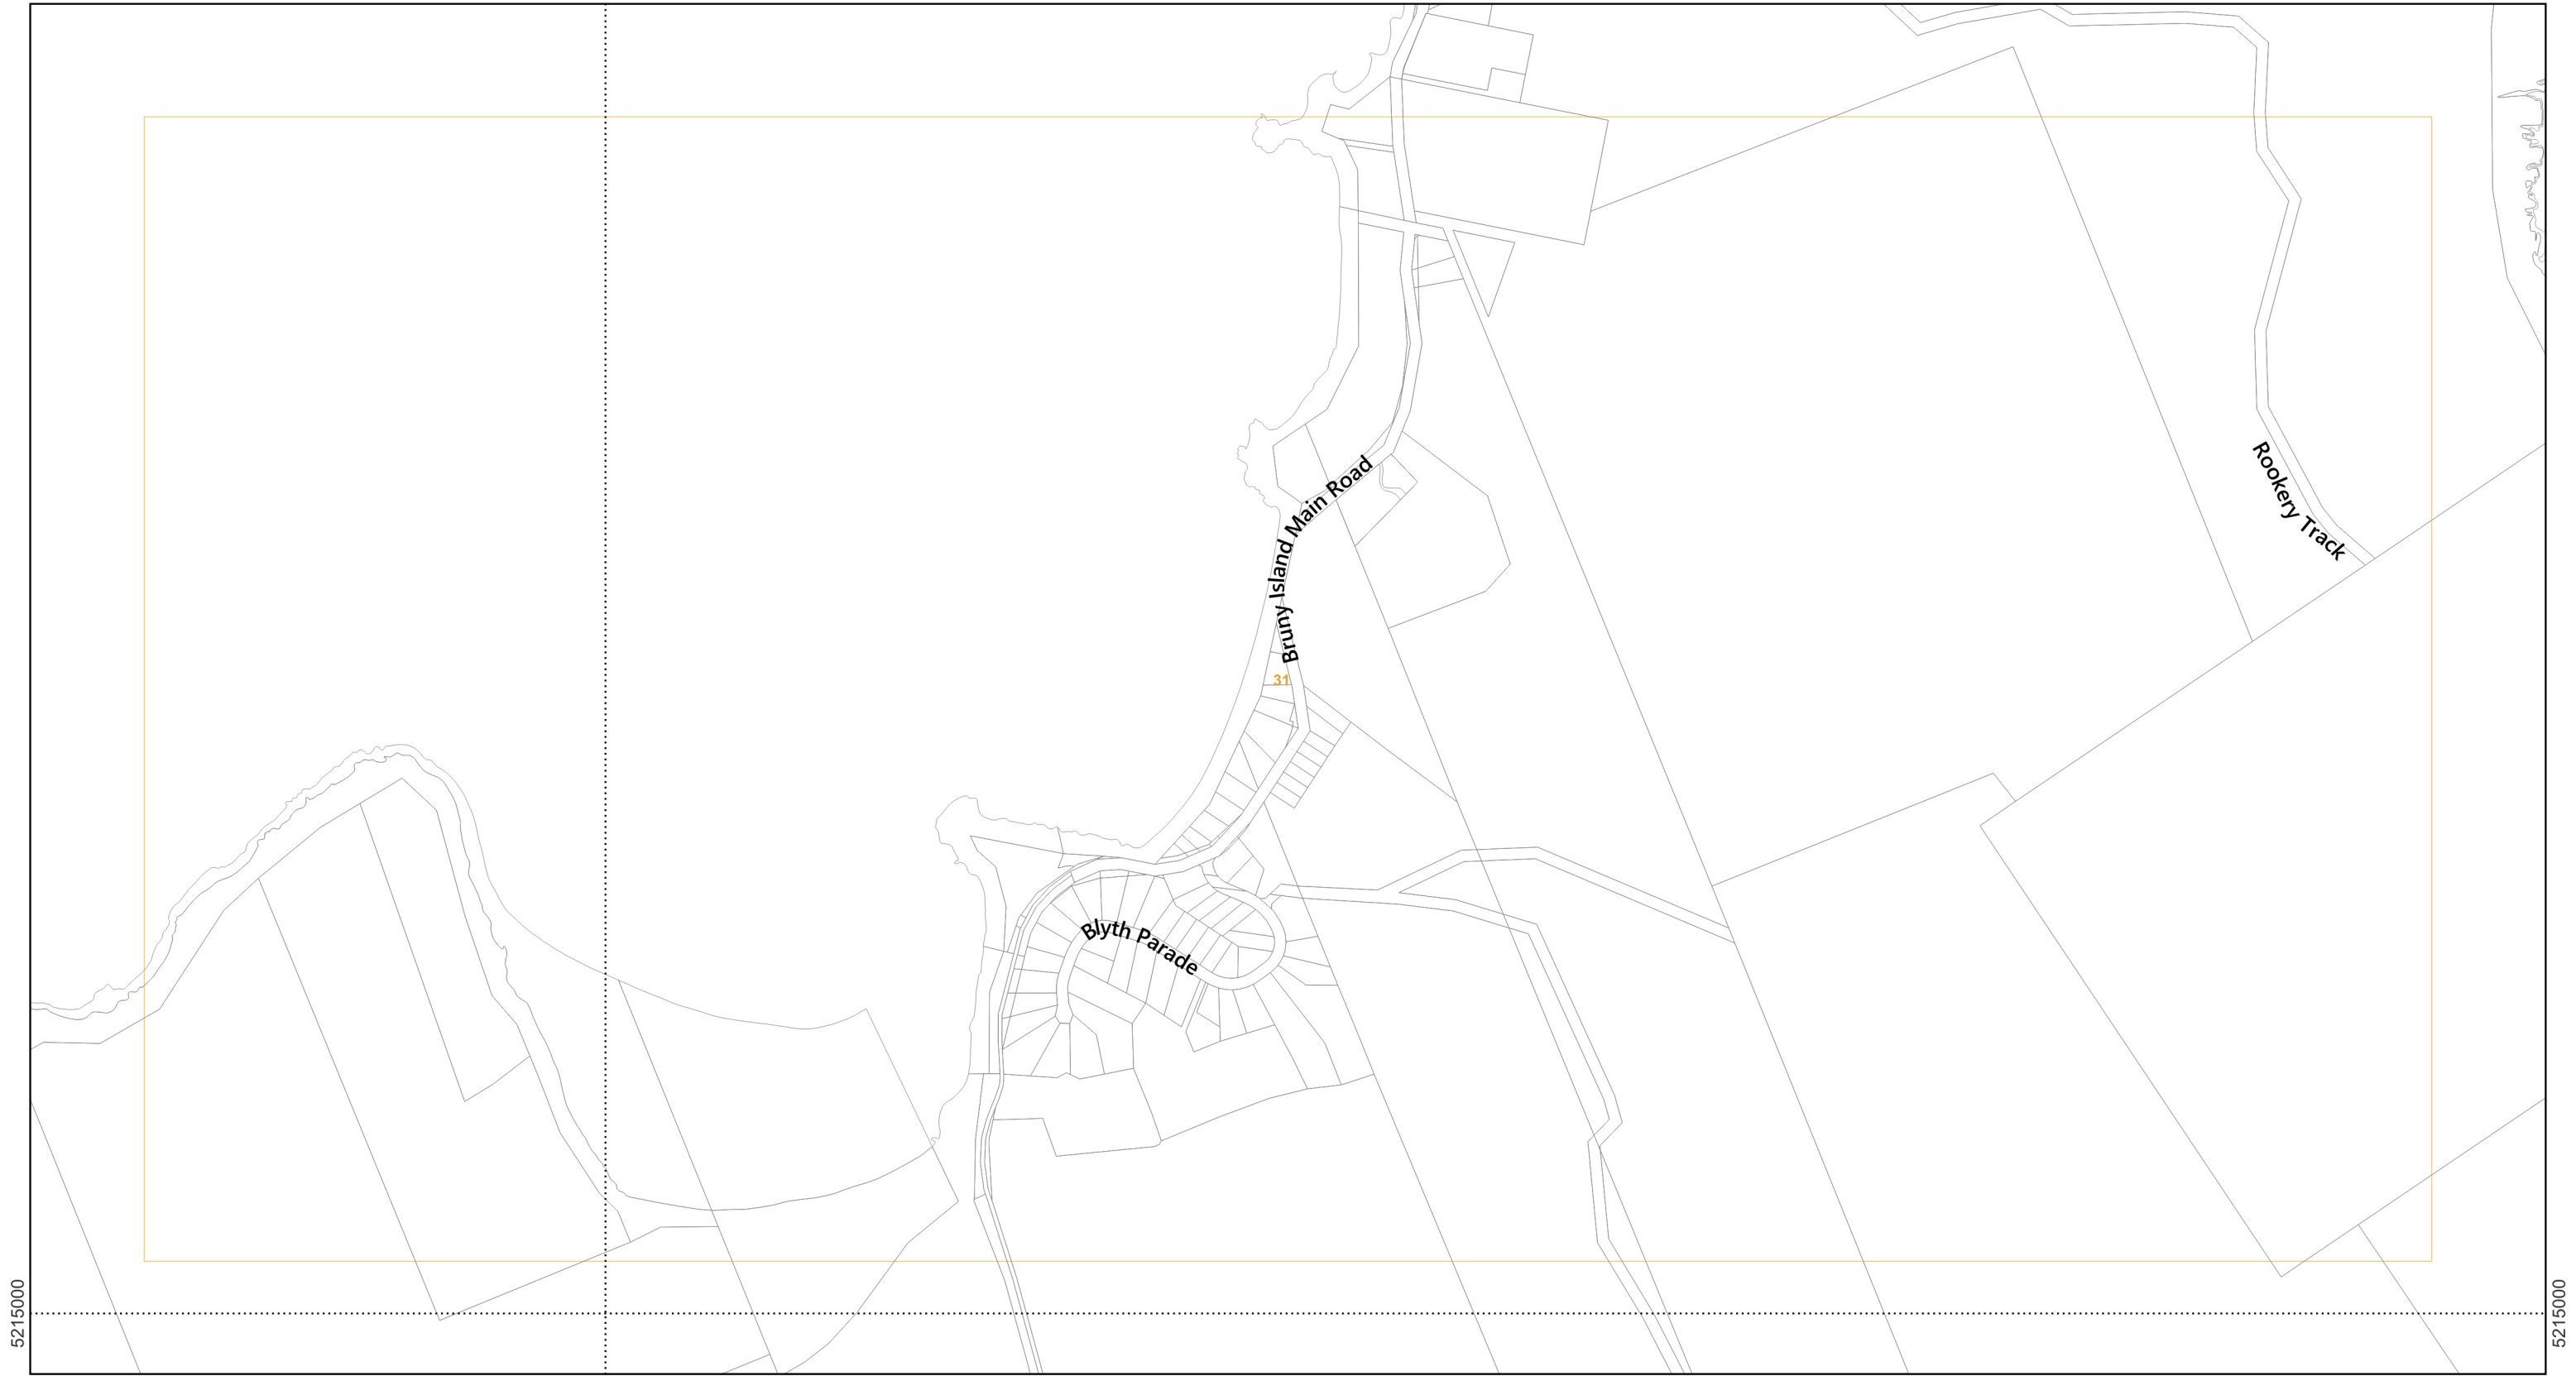 Rookery Track
Bruny Island Main Road
31
Blyth Parade
5215000
5215000